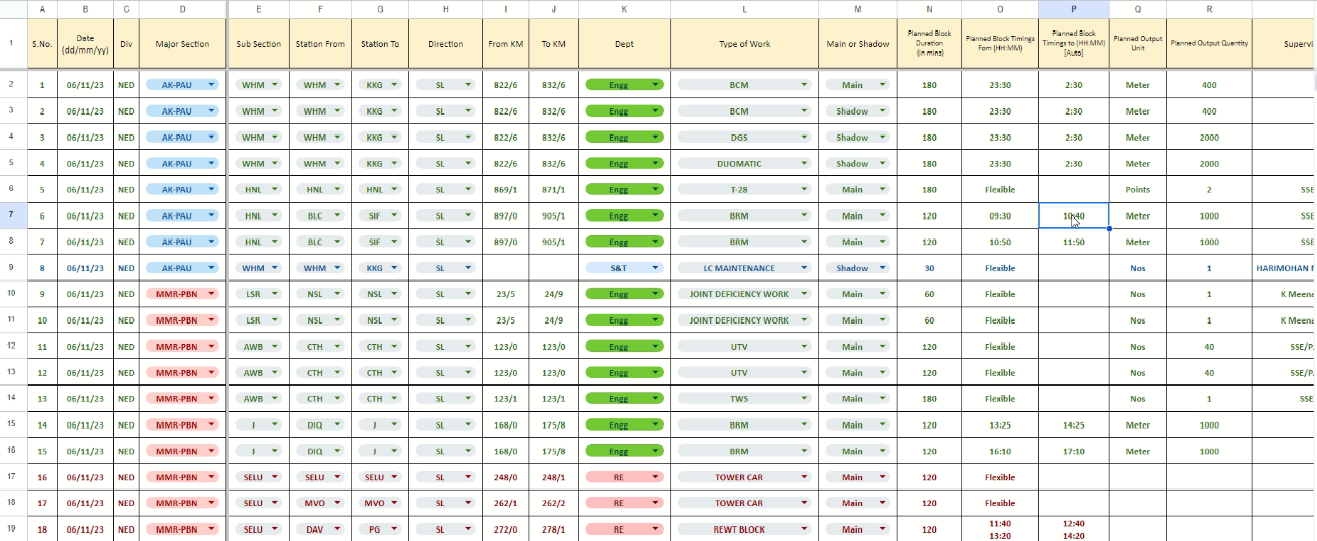 A B C D E F G H I J K L M N O P Q R
1 S.No. Date (dd/mm/yy) Div Major Section Sub Section Station From Station To Direction From KM To KM Dept Type of Work Main or Shadow Planned Block Duration (in mins) Planned Block Timings Fom (HH:MM) Planned Block Timings to (HH:MM) [Auto] Planned Output Unit Planned Output Quantity Supervi
2 1 06/11/23 NED AK-PAU WHM WHM KKG SL 822/6 832/6 Engg BCM Main 180 23:30 2:30 Meter 400
3 2 06/11/23 NED AK-PAU WHM WHM KKG SL 822/6 832/6 Engg BCM Shadow 180 23:30 2:30 Meter 400
4 3 06/11/23 NED AK-PAU WHM WHM KKG SL 822/6 832/6 Engg DGS Shadow 180 23:30 2:30 Meter 2000
5 4 06/11/23 NED AK-PAU WHM WHM KKG SL 822/6 832/6 Engg DUOMATIC Shadow 180 23:30 2:30 Meter 2000
6 5 06/11/23 NED AK-PAU HNL HNL HNL SL 869/1 871/1 Engg T-28 Main 180 Flexible Points 2 SSE
7 6 06/11/23 NED AK-PAU HNL BLC SIF SL 897/0 905/1 Engg BRM Main 120 09:30 10:40 Meter 1000 SSE
8 7 06/11/23 NED AK-PAU HNL BLC SIF SL 897/0 905/1 Engg BRM Main 120 10:50 11:50 Meter 1000 SSE
9 8 06/11/23 NED AK-PAU WHM WHM KKG SL S&T LC MAINTENANCE Shadow 30 Flexible Nos 1 HARIMOHAN
10 9 06/11/23 NED MMR-PBN LSR NSL NSL SL 23/5 24/9 Engg JOINT DEFICIENCY WORK Main 60 Flexible Nos 1 K Meena
11 10 06/11/23 NED MMR-PBN LSR NSL NSL SL 23/5 24/9 Engg JOINT DEFICIENCY WORK Main 60 Flexible Nos 1 K Meena
12 11 06/11/23 NED MMR-PBN AWB CTH CTH SL 123/0 123/0 Engg UTV Main 120 Flexible Nos 40 SSE/P
13 12 06/11/23 NED MMR-PBN AWB CTH CTH SL 123/0 123/0 Engg UTV Main 120 Flexible Nos 40 SSE/P
14 13 06/11/23 NED MMR-PBN AWB CTH CTH SL 123/1 123/1 Engg TWS Main 180 Flexible Nos 1 SSE
15 14 06/11/23 NED MMR-PBN J DIQ J SL 168/0 175/8 Engg BRM Main 120 13:25 14:25 Meter 1000
16 15 06/11/23 NED MMR-PBN J DIQ J SL 168/0 175/8 Engg BRM Main 120 16:10 17:10 Meter 1000
17 16 06/11/23 NED MMR-PBN SELU SELU SELU SL 248/0 248/1 RE TOWER CAR Main 120 Flexible
18 17 06/11/23 NED MMR-PBN SELU MVO MVO SL 262/1 262/2 RE TOWER CAR Main 120 Flexible
19 18 06/11/23 NED MMR-PBN SELU DAV PG SL 272/0 278/1 RE REWT BLOCK Main 120 11:40 12:40
13:20 14:20